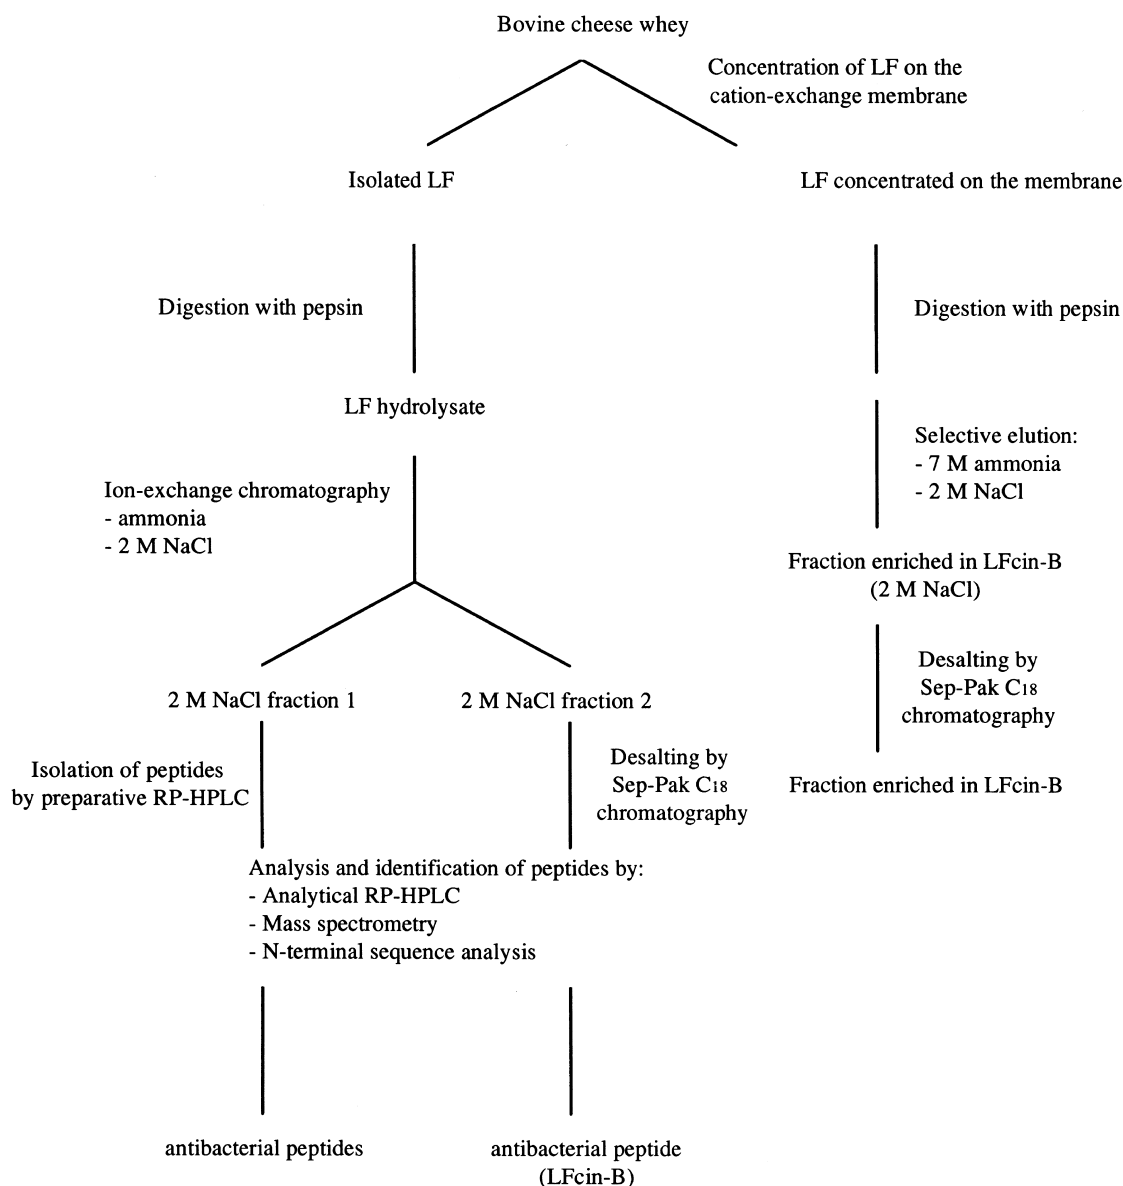 Bovine cheese whey
Concentration of LF on the
cation-exchange membrane
Isolated LF
LF concentrated on the membrane
Digestion with pepsin
Digestion with pepsin
LF hydrolysate
Selective elution:
- 7 M ammonia
- 2 M NaCl
Ion-exchange chromatography
- ammonia
- 2 M NaCl
Fraction enriched in LFcin-B
(2 M NaCl)
Desalting by
Sep-Pak C18
chromatography
2 M NaCl fraction 1
2 M NaCl fraction 2
Isolation of peptides
by preparative RP-HPLC
Desalting by
Sep-Pak C18
chromatography
Fraction enriched in LFcin-B
Analysis and identification of peptides by:
- Analytical RP-HPLC
- Mass spectrometry
- N-terminal sequence analysis
antibacterial peptides
antibacterial peptide
(LFcin-B)